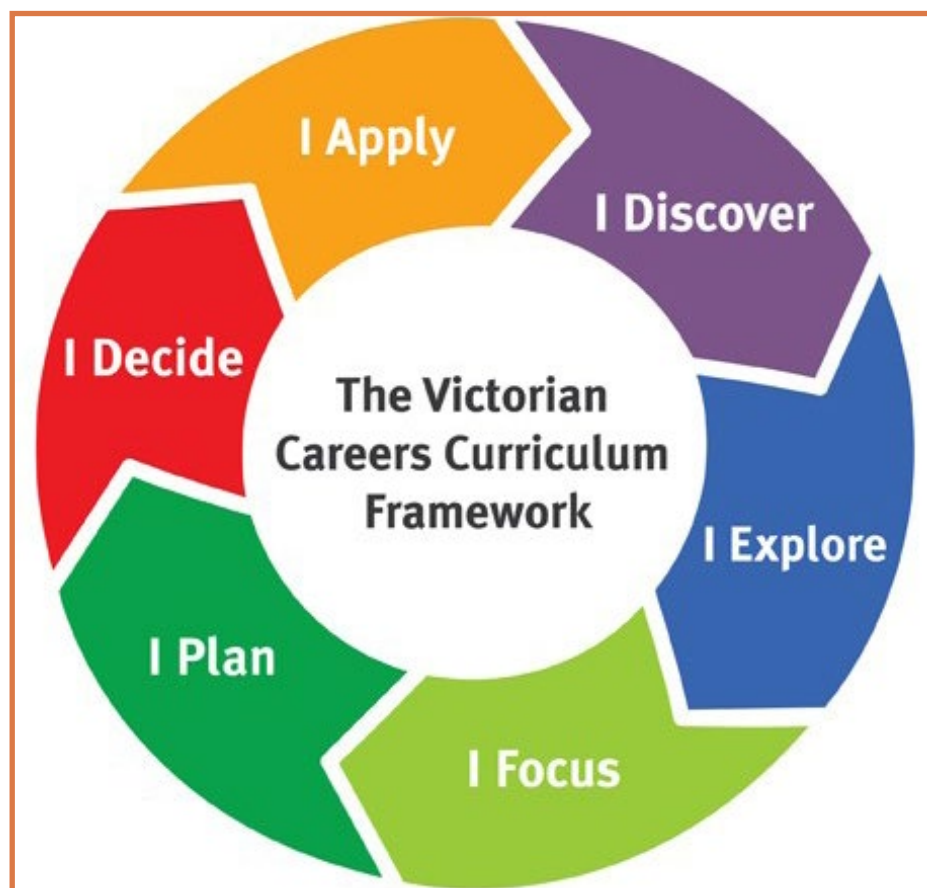 The Victorian
Careers Curriculum
Framework
I Discover
I Explore
I Focus
I Plan
I Decide
I Apply